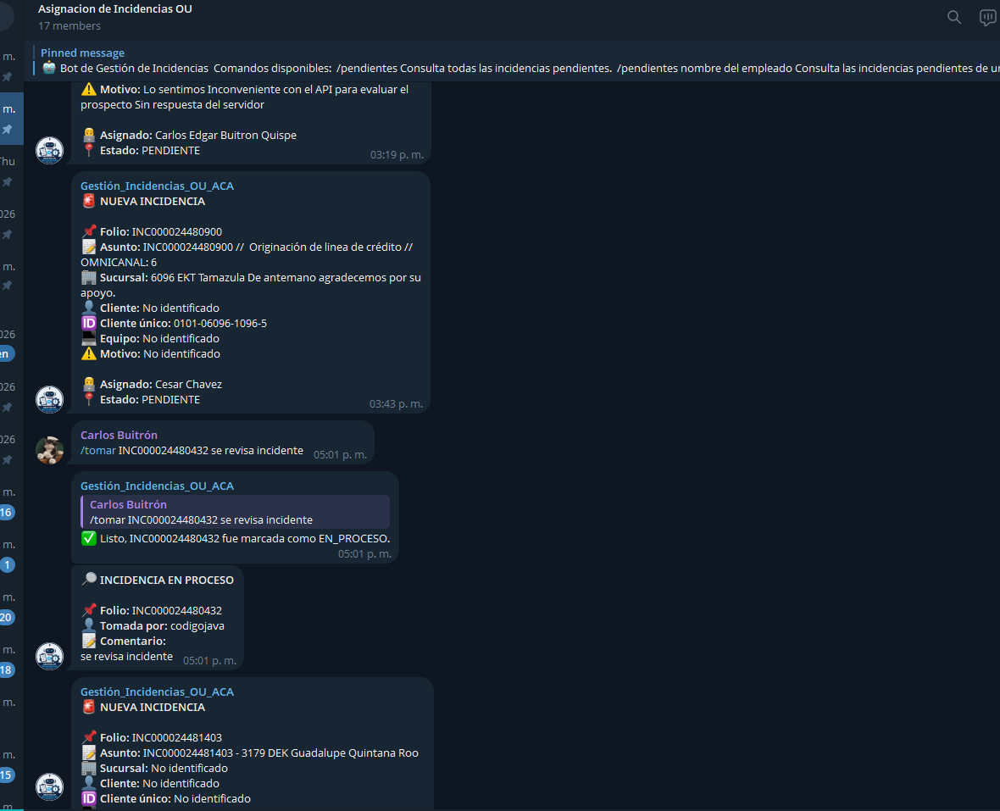 Asignacion de Incidencias OU
17 members
Pinned message
🤖 Bot de Gestión de Incidencias Comandos disponibles: /pendientes Consulta todas las incidencias pendientes. /pendientes nombre del empleado Consulta las incidencias pendientes de
⚠️ Motivo: Lo sentimos Inconveniente con el API para evaluar el
prospecto Sin respuesta del servidor
👨‍💻 Asignado: Carlos Edgar Buitron Quispe
📍 Estado: PENDIENTE
03:19 p. m.
Gestión_Incidencias_OU_ACA
🚨 NUEVA INCIDENCIA
📌 Folio: INC000024480900
📝 Asunto: INC000024480900 // Originación de linea de crédito //
OMNICANAL: 6
🏢 Sucursal: 6096 EKT Tamazula De antemano agradecemos por su
apoyo.
👤 Cliente: No identificado
🆔 Cliente único: 0101-06096-1096-5
💻 Equipo: No identificado
⚠️ Motivo: No identificado
👨‍💻 Asignado: Cesar Chavez
📍 Estado: PENDIENTE
03:43 p. m.
Carlos Buitrón
/tomar INC000024480432 se revisa incidente
05:01 p. m.
Gestión_Incidencias_OU_ACA
Carlos Buitrón
/tomar INC000024480432 se revisa incidente
✅ Listo, INC000024480432 fue marcada como EN_PROCESO.
05:01 p. m.
🔎 INCIDENCIA EN PROCESO
📌 Folio: INC000024480432
👤 Tomada por: codigojava
📝 Comentario:
se revisa incidente
05:01 p. m.
Gestión_Incidencias_OU_ACA
🚨 NUEVA INCIDENCIA
📌 Folio: INC000024481403
📝 Asunto: INC000024481403 - 3179 DEK Guadalupe Quintana Roo
🏢 Sucursal: No identificado
👤 Cliente: No identificado
🆔 Cliente único: No identificado
m.
m.
026
m.
026
026
026
m.
16
m.
1
m.
20
m.
18
m.
m.
15
m.